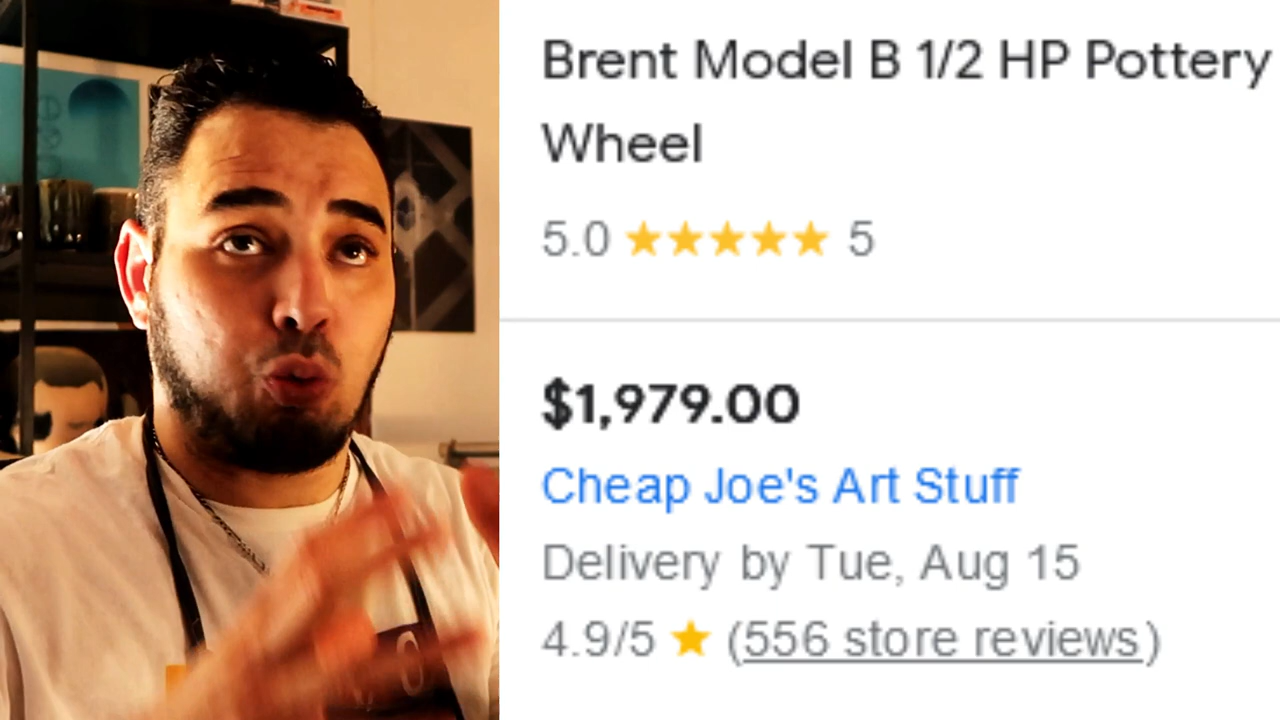 Brent Model B 1/2 HP Pottery
Wheel
5.0 ★★★★★ 5
$1,979.00
Cheap Joe's Art Stuff
Delivery by Tue, Aug 15
4.9/5 ★ (556 store reviews)